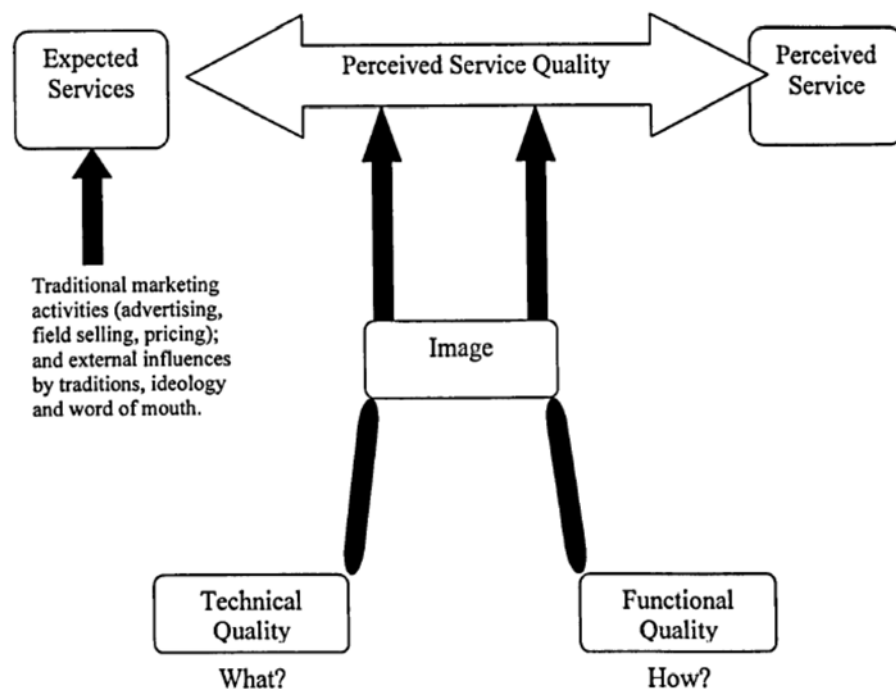 Expected
Services
Perceived Service Quality
Perceived
Service
Traditional marketing
activities (advertising,
field selling, pricing);
and external influences
by traditions, ideology
and word of mouth.
Image
Technical
Quality
Functional
Quality
What?
How?